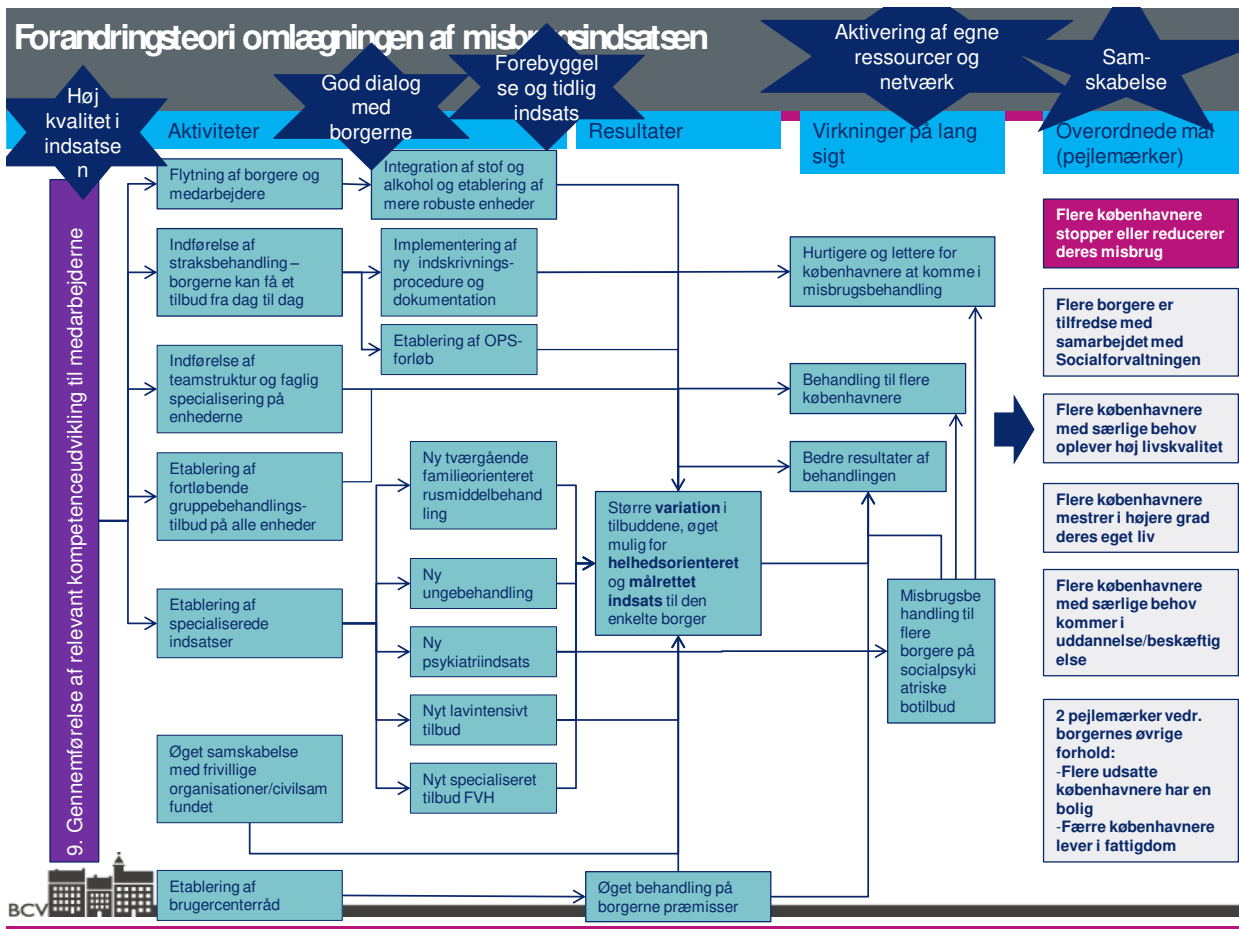 Forandringsteori omlægningen af misbrugsindsatsen
Høj
kvalitet i
indsatse
n
God dialog
med
borgerne
Forebyggel
se og tidlig
indsats
Aktivering af egne
ressourcer og
netværk
Sam-
skabelse
Aktiviteter
Resultater
Virkninger på lang
sigt
Overordnede mål
(pejlemærker)
9. Gennemførelse af relevant kompetenceudvikling til medarbejderne
Flytning af borgere og
medarbejdere
Integration af stof og
alkohol og etablering af
mere robuste enheder
Indførelse af
straksbehandling –
borgerne kan få et
tilbud fra dag til dag
Implementering af
ny indskrivnings-
procedure og
dokumentation
Etablering af OPS-
forløb
Indførelse af
teamstruktur og faglig
specialisering på
enhederne
Etablering af
fortløbende
gruppebehandlings-
tilbud på alle enheder
Etablering af
specialiserede
indsatser
Ny tværgående
familieorienteret
rusmiddelbehand
ling
Ny
ungebehandling
Ny
psykiatriindsats
Nyt lavintensivt
tilbud
Nyt specialiseret
tilbud FVH
Øget samskabelse
med frivillige
organisationer/civilsam
fundet
Etablering af
brugercenterråd
Større variation i
tilbuddene, øget
mulig for
helhedsorienteret
og målrettet
indsats til den
enkelte borger
Øget behandling på
borgerne præmisser
Hurtigere og lettere for
københavnere at komme i
misbrugsbehandling
Behandling til flere
københavnere
Bedre resultater af
behandlingen
Misbrugsbe
handling til
flere
borgere på
socialpsyki
atriske
botilbud
Flere københavnere
stopper eller reducerer
deres misbrug
Flere borgere er
tilfredse med
samarbejdet med
Socialforvaltningen
Flere københavnere
med særlige behov
oplever høj livskvalitet
Flere københavnere
mestrer i højere grad
deres eget liv
Flere københavnere
med særlige behov
kommer i
uddannelse/beskæftig
else
2 pejlemærker vedr.
borgernes øvrige
forhold:
-Flere udsatte
københavnere har en
bolig
-Færre københavnere
lever i fattigdom
BCV